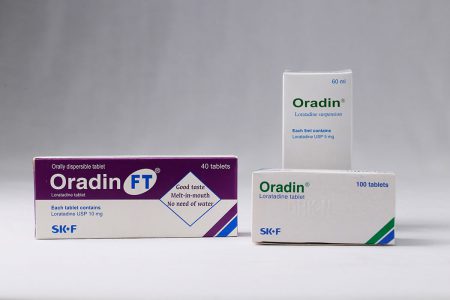 Orally dispersible tablet
40 tablets
Oradin FT®
Loratadine tablet
Good taste
Melt-in-mouth
No need of water
Each tablet contains
Loratadine USP 10 mg
SK+F
60 ml
Oradin®
Loratadine suspension
Each 5ml contains
Loratadine USP 5 mg
Oradin®
100 tablets
Loratadine tablet
SK+F